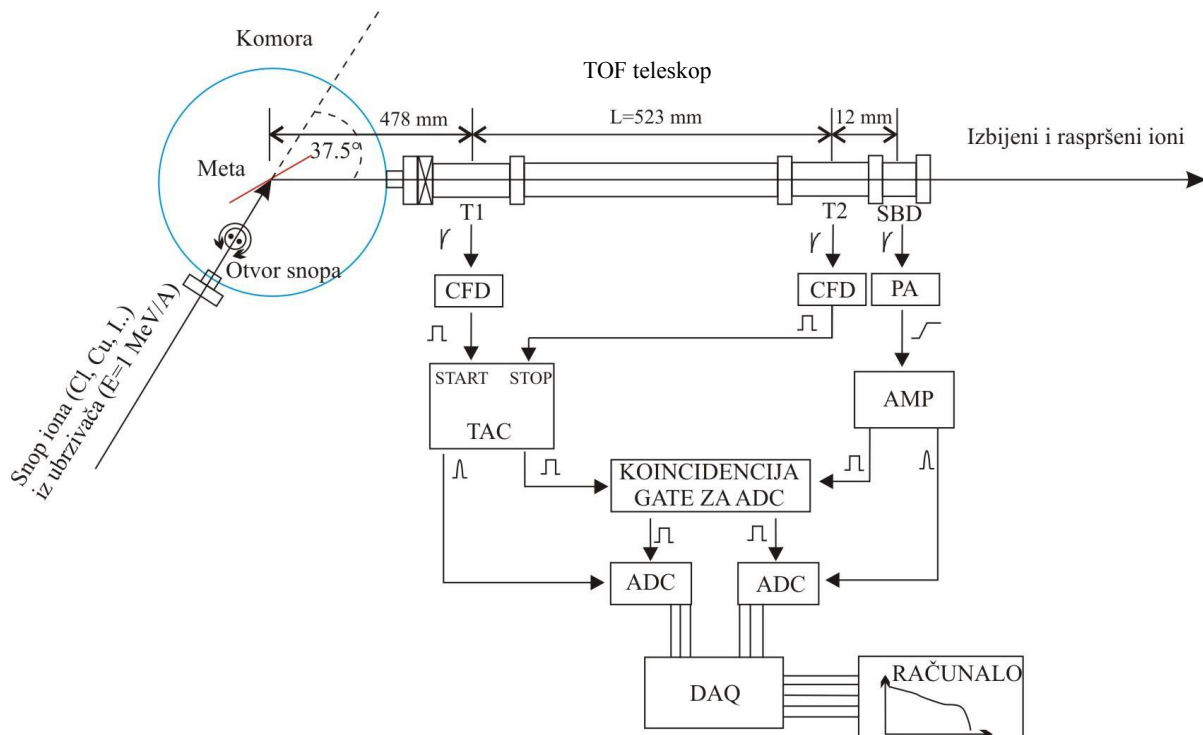 Komora
TOF teleskop
478 mm
L=523 mm
12 mm
37.5°
Izbijeni i raspršeni ioni
Meta
T1
T2
SBD
Otvor snopa
CFD
CFD
PA
Snop iona (Cl, Cu, I..)
iz ubrzivača (E=1 MeV/A)
START
STOP
TAC
AMP
KOINCIDENCIJA
GATE ZA ADC
ADC
ADC
DAQ
RAČUNALO